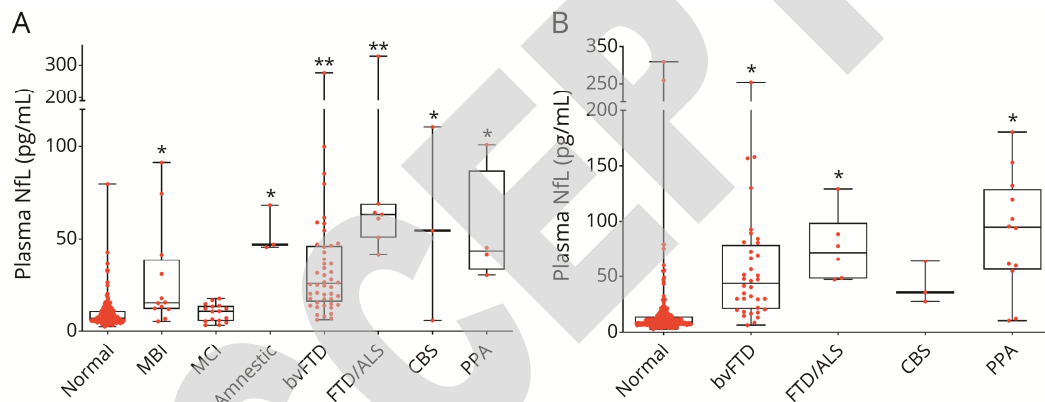 A
B
Plasma NfL (pg/mL)
300
200
100
50
0
*
**
**
*
*
*
Normal
MBI
MCI
Amnestic
bvFTD
FTD/ALS
CBS
PPA
Plasma NfL (pg/mL)
350
250
200
150
100
50
0
*
*
*
Normal
bvFTD
FTD/ALS
CBS
PPA
CCEPT